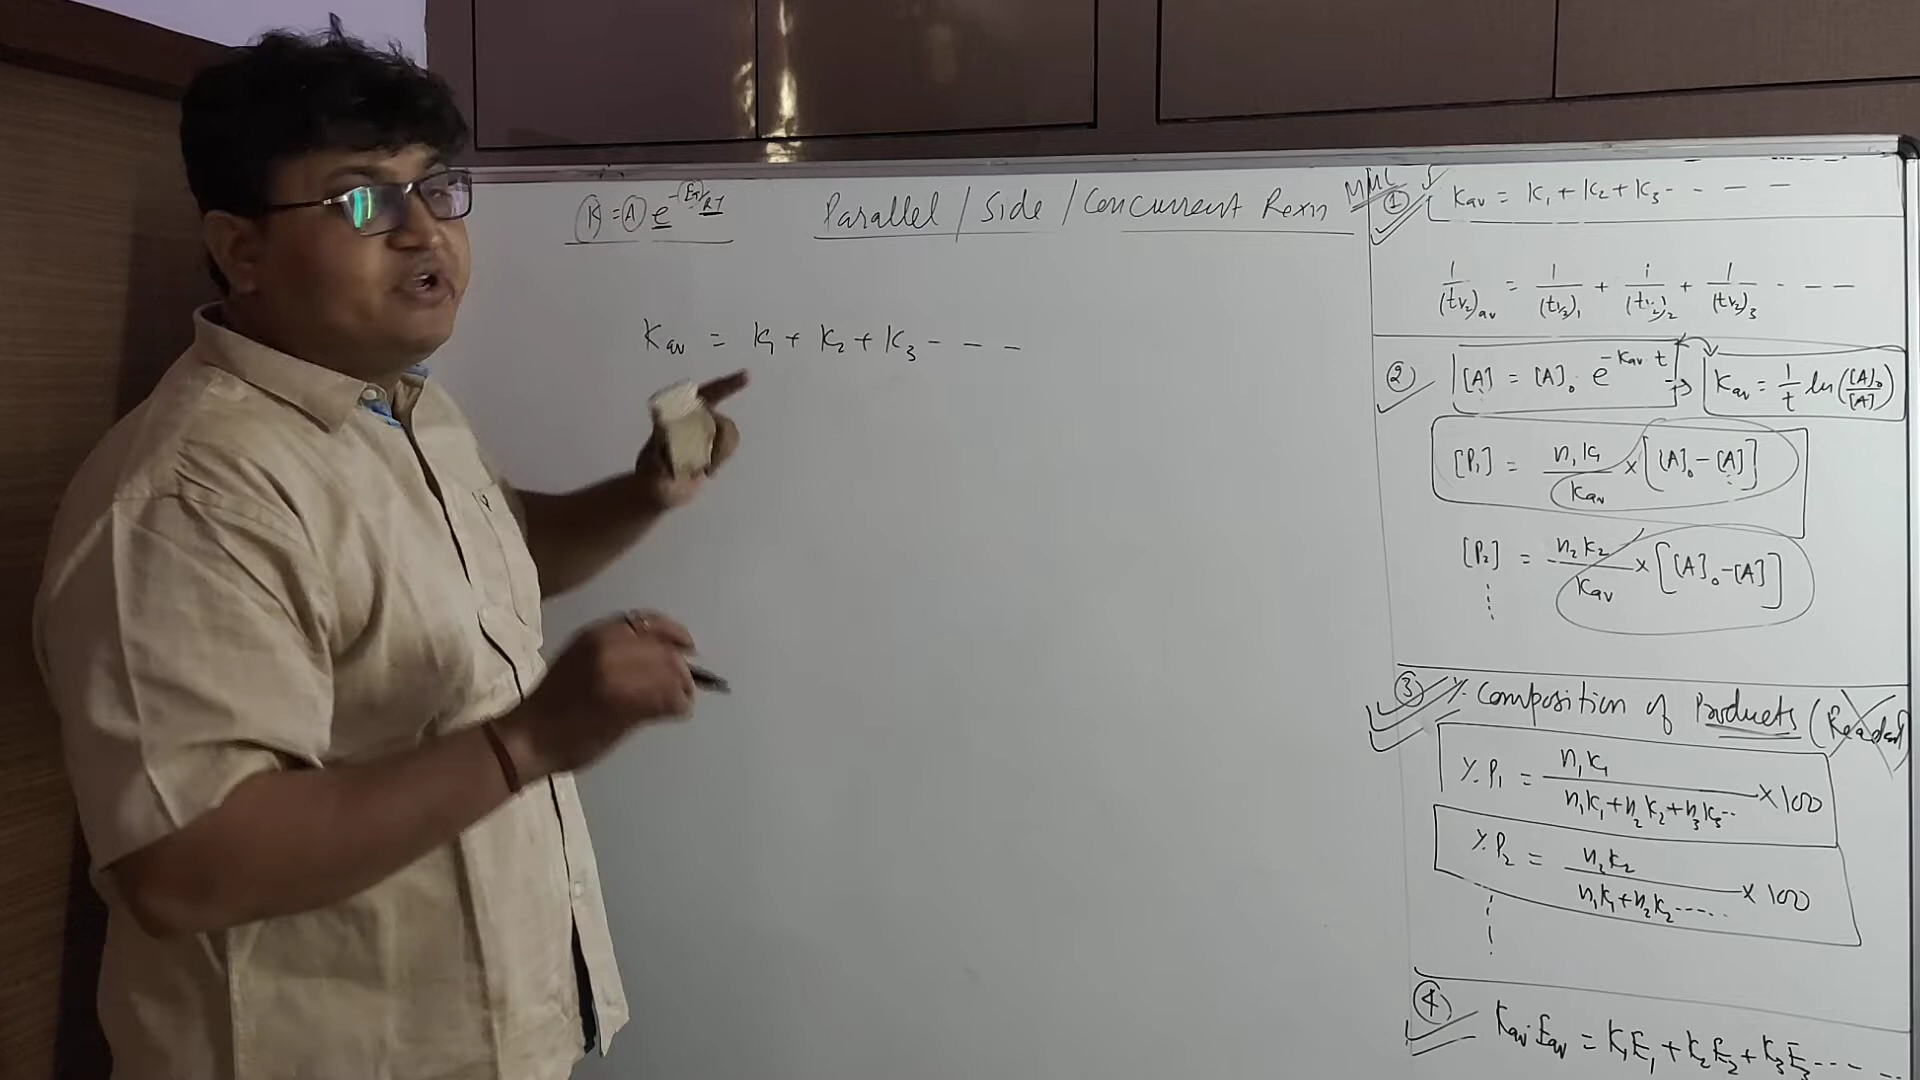 K = A e^(-Ea/RT)
Parallel / Side / Concurrent Rexn
Kav = K1 + K2 + K3 - - -
① Kav = K1 + K2 + K3 - - - -
1/(t1/2)av = 1/(t1/2)1 + 1/(t1/2)2 + 1/(t1/2)3 - - - -
② [A] = [A]0 . e^(-Kav t) → Kav = 1/t ln([A]0/[A])
[P1] = n1K1/Kav × [[A]0 - [A]]
[P2] = n2K2/Kav × [[A]0 - [A]]
③ % Composition of Products
%P1 = n1K1/(n1K1+n2K2+n3K3--) × 100
%P2 = n2K2/(n1K1+n2K2-----) × 100
④ Kav Eav = K1E1 + K2E2 + K3E3 - - - -